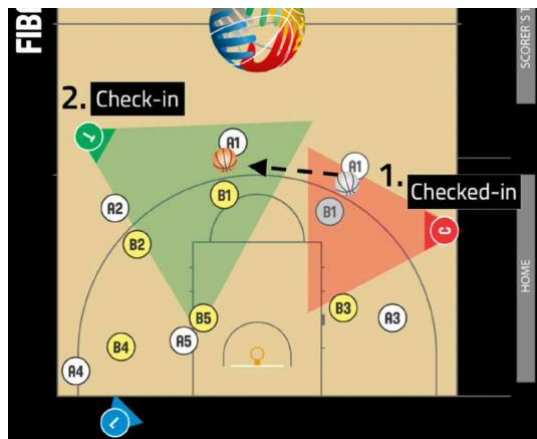 FIB
SCORER'S T
2. Check-in
T
A1
A1
1.
Checked-in
B1
B1
A2
B2
C
HOME
B5
B3
A3
A5
B4
A4
L